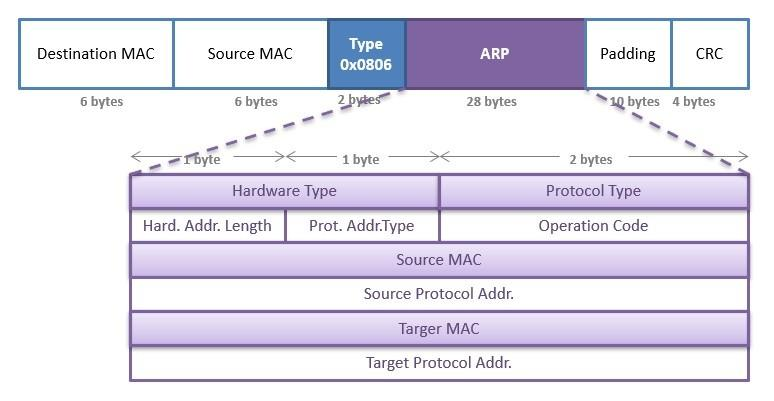 Destination MAC
Source MAC
Type
0x0806
ARP
Padding
CRC
6 bytes
6 bytes
2 bytes
28 bytes
10 bytes
4 bytes
1 byte
1 byte
2 bytes
Hardware Type
Protocol Type
Hard. Addr. Length
Prot. Addr.Type
Operation Code
Source MAC
Source Protocol Addr.
Targer MAC
Target Protocol Addr.